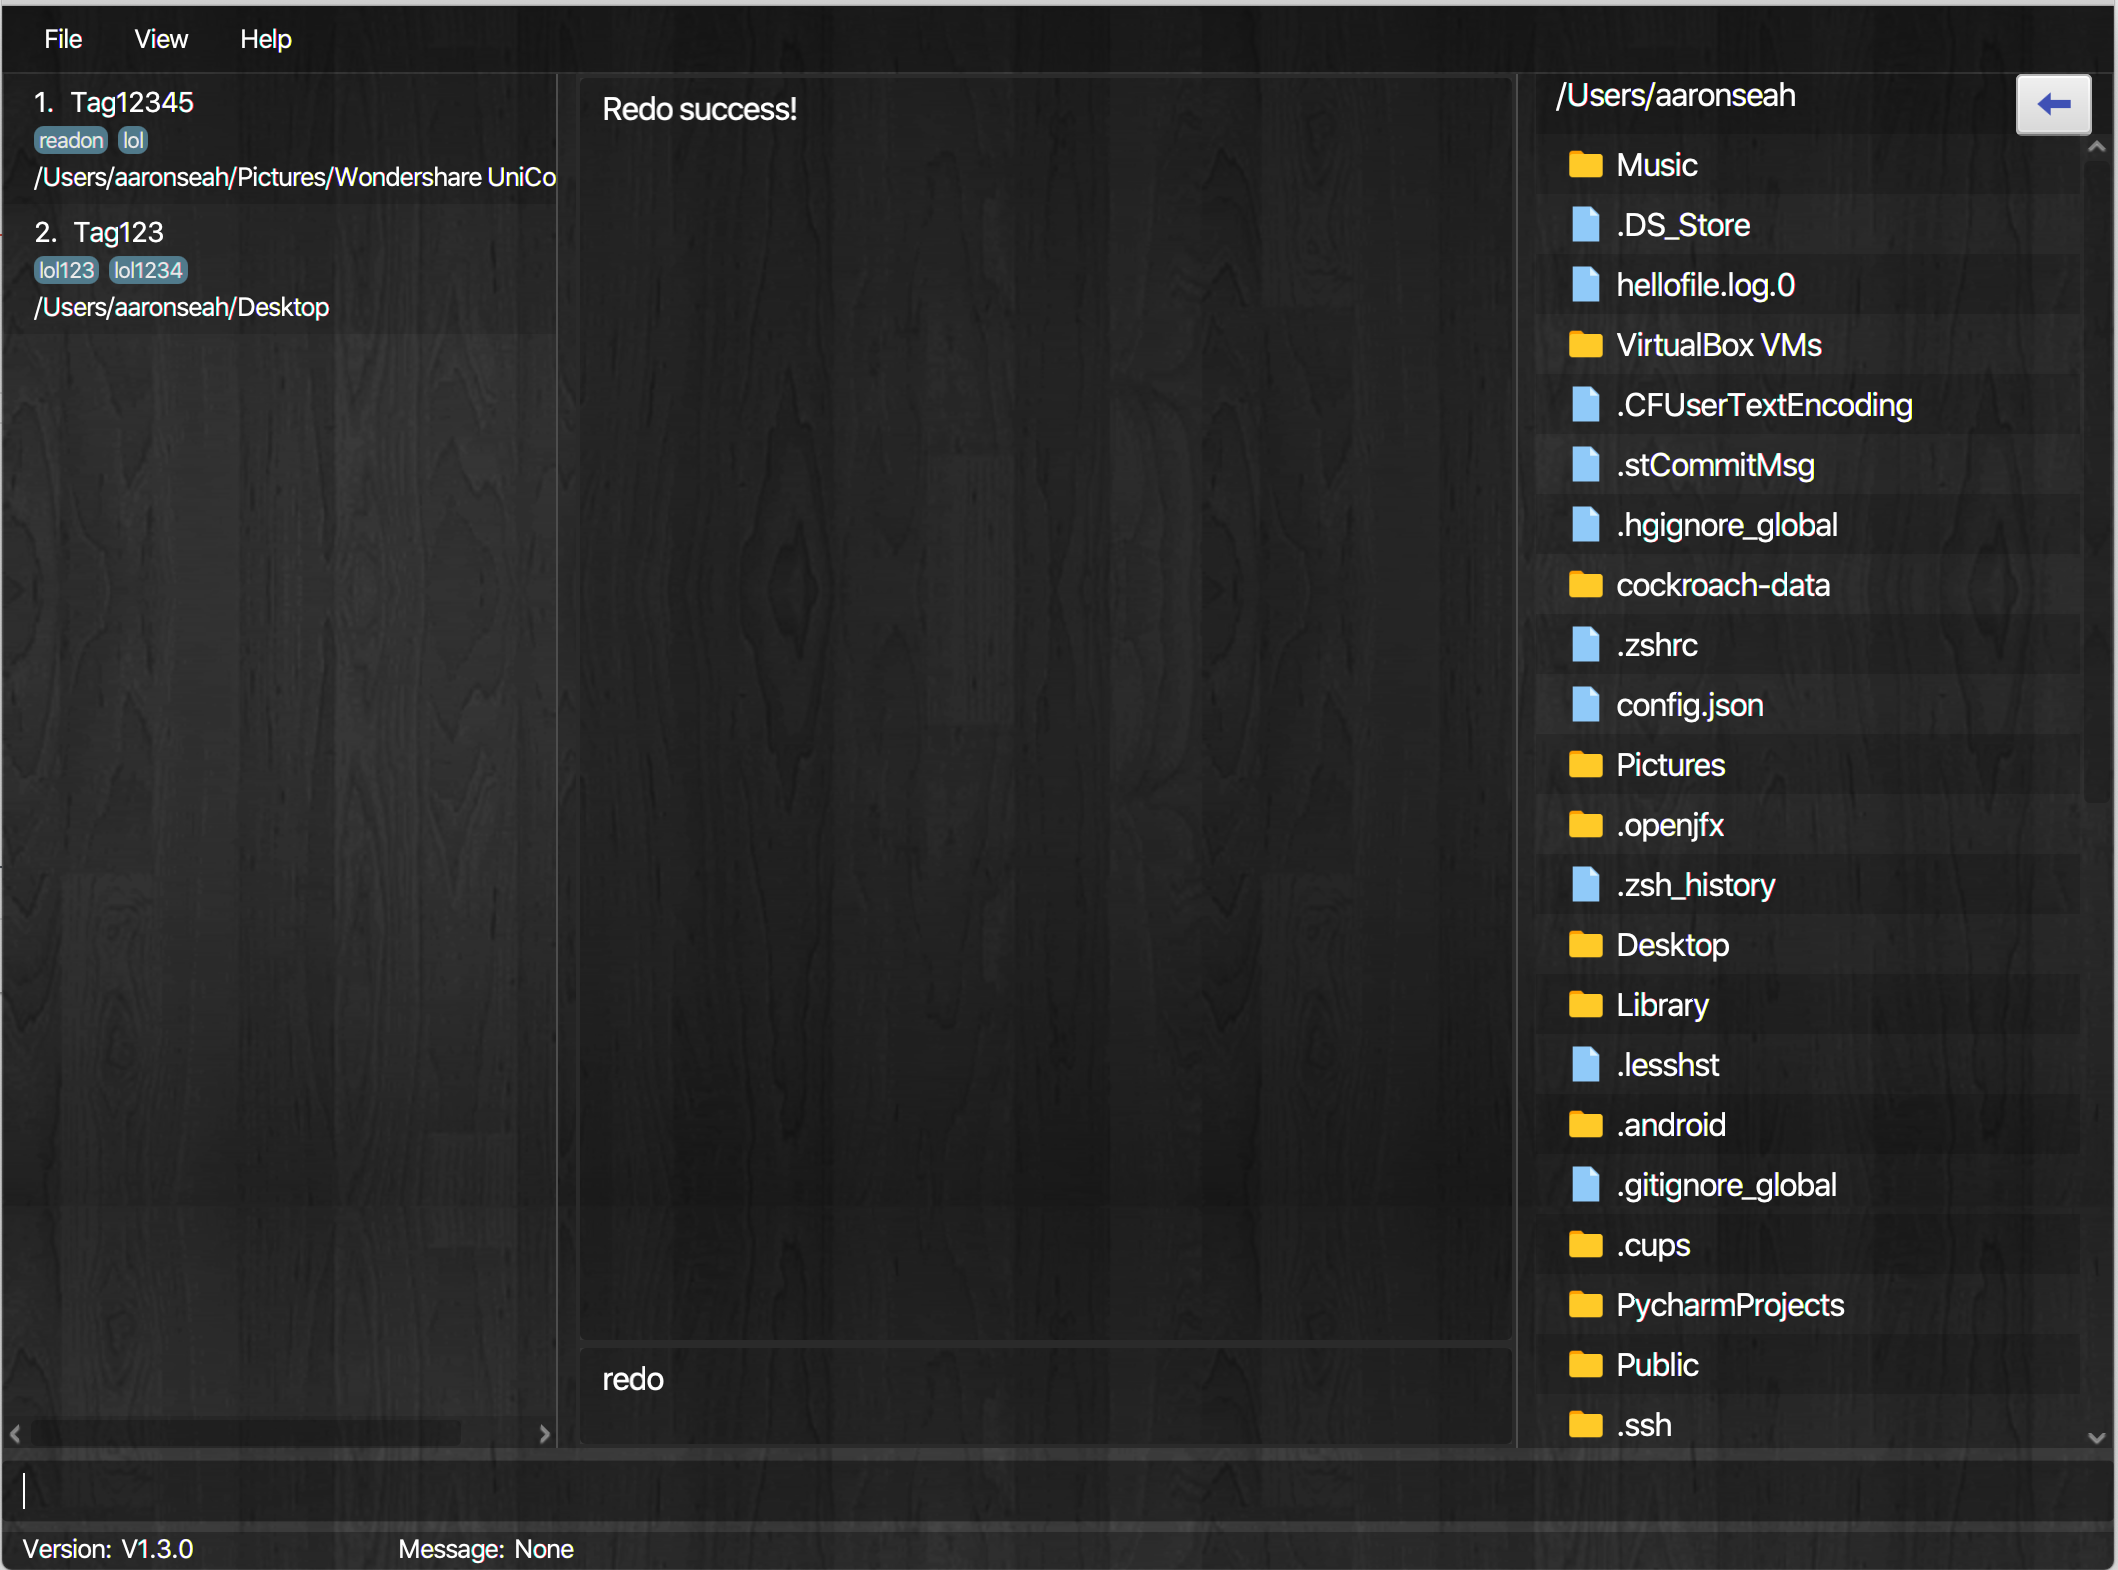 File View Help
1. Tag12345
readon lol
/Users/aaronseah/Pictures/Wondershare UniCo
2. Tag123
lol123 lol1234
/Users/aaronseah/Desktop
Redo success!
redo
/Users/aaronseah
Music
.DS_Store
hellofile.log.0
VirtualBox VMs
.CFUserTextEncoding
.stCommitMsg
.hgignore_global
cockroach-data
.zshrc
config.json
Pictures
.openjfx
.zsh_history
Desktop
Library
.lesshst
.android
.gitignore_global
.cups
PycharmProjects
Public
.ssh
Version: V1.3.0 Message: None